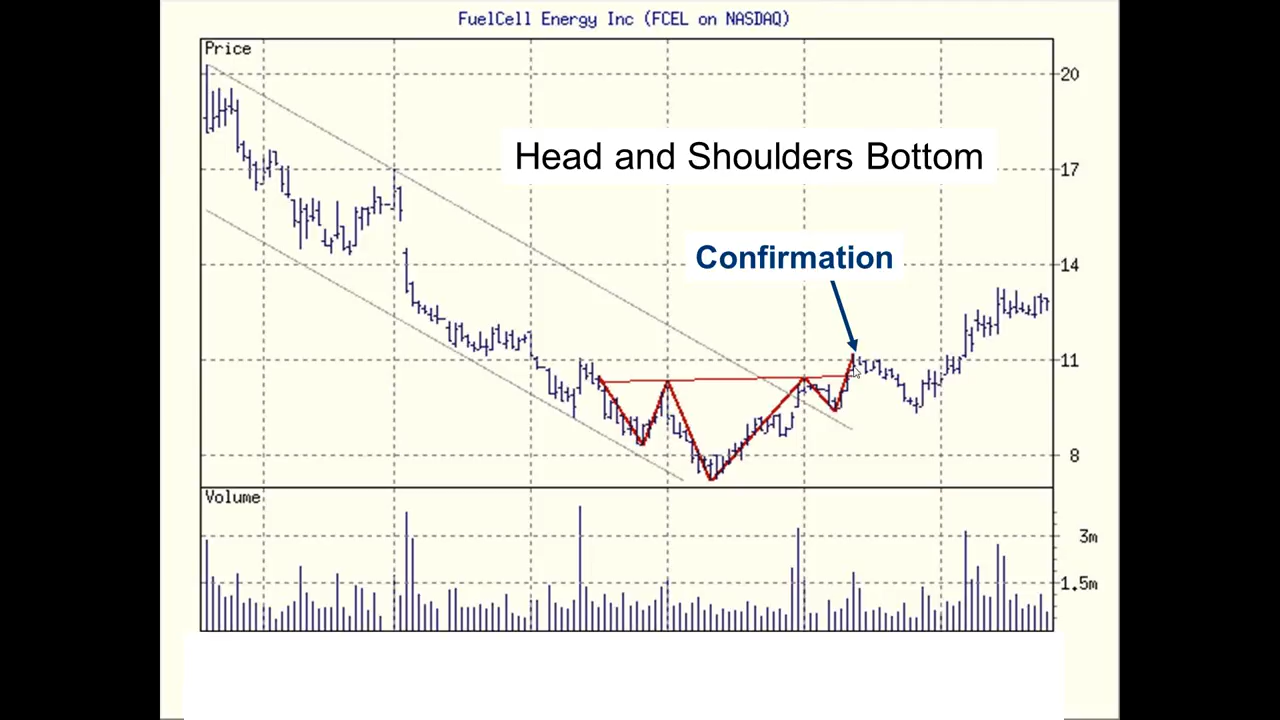 FuelCell Energy Inc (FCEL on NASDAQ)
Price
20
Head and Shoulders Bottom
17
Confirmation
14
11
8
Volume
3m
1.5m